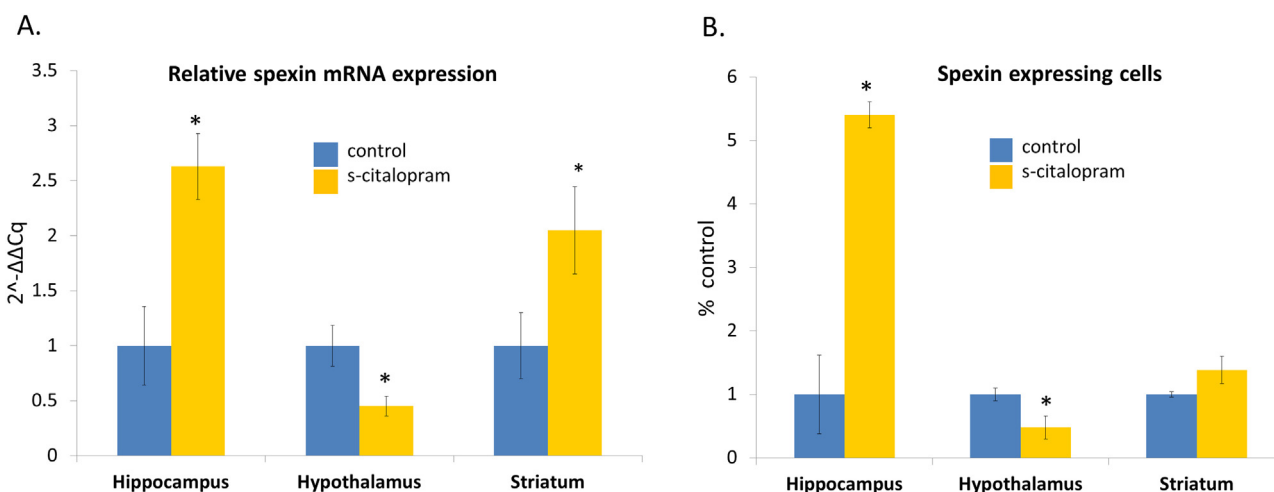 A.
Relative spexin mRNA expression
3.5
3
2.5
2
1.5
1
0.5
0
2^-ΔΔCq
control
s-citalopram
*
*
*
Hippocampus
Hypothalamus
Striatum
B.
Spexin expressing cells
6
5
4
3
2
1
0
% control
control
s-citalopram
*
*
Hippocampus
Hypothalamus
Striatum